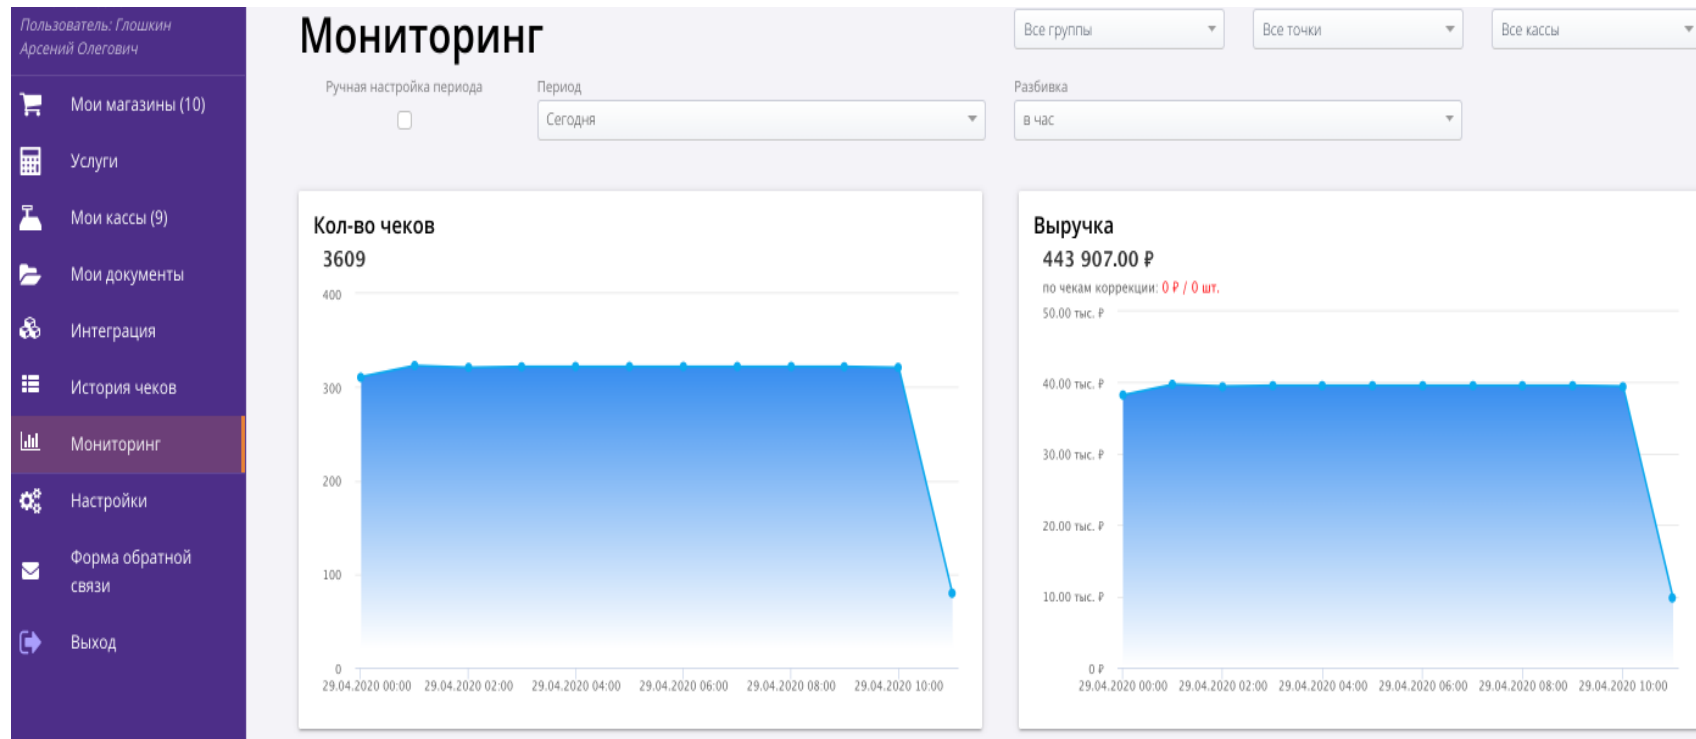 Пользователь: Глошкин
Арсений Олегович
Мои магазины (10)
Услуги
Мои кассы (9)
Мои документы
Интеграция
История чеков
Мониторинг
Настройки
Форма обратной
связи
Выход
Мониторинг
Все группы
Все точки
Все кассы
Ручная настройка периода
Период
Сегодня
Разбивка
в час
Кол-во чеков
3609
400
300
200
100
0
29.04.2020 00:00 29.04.2020 02:00 29.04.2020 04:00 29.04.2020 06:00 29.04.2020 08:00 29.04.2020 10:00
Выручка
443 907.00 ₽
по чекам коррекции: 0 ₽ / 0 шт.
50.00 тыс. ₽
40.00 тыс. ₽
30.00 тыс. ₽
20.00 тыс. ₽
10.00 тыс. ₽
0 ₽
29.04.2020 00:00 29.04.2020 02:00 29.04.2020 04:00 29.04.2020 06:00 29.04.2020 08:00 29.04.2020 10:00